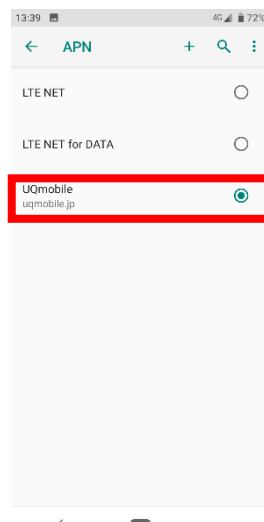 13:39
4G 72%
APN
LTE NET
LTE NET for DATA
UQmobile
uqmobile.jp